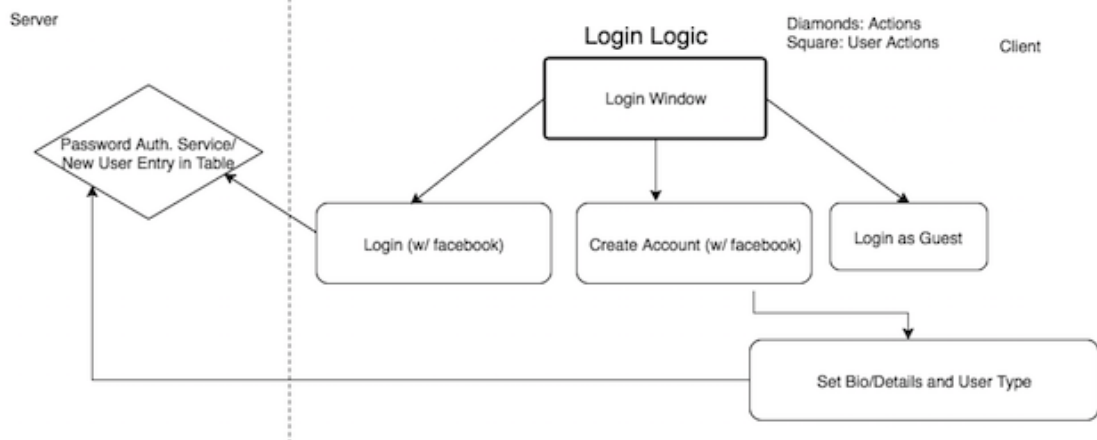 Server
Login Logic
Diamonds: Actions
Square: User Actions
Client
Login Window
Password Auth. Service/
New User Entry in Table
Login (w/ facebook)
Create Account (w/ facebook)
Login as Guest
Set Bio/Details and User Type